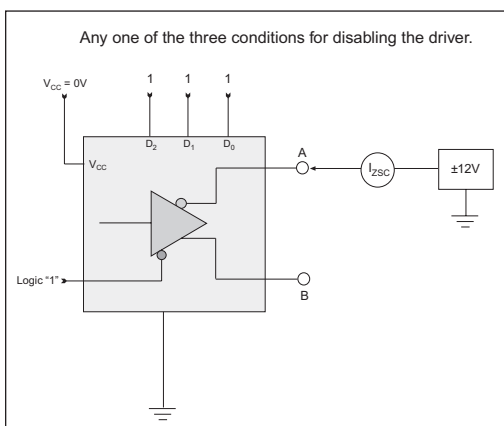 Any one of the three conditions for disabling the driver.
VCC = 0V
1 1 1
D2 D1 D0
VCC
A
IZSC
±12V
Logic “1”
B